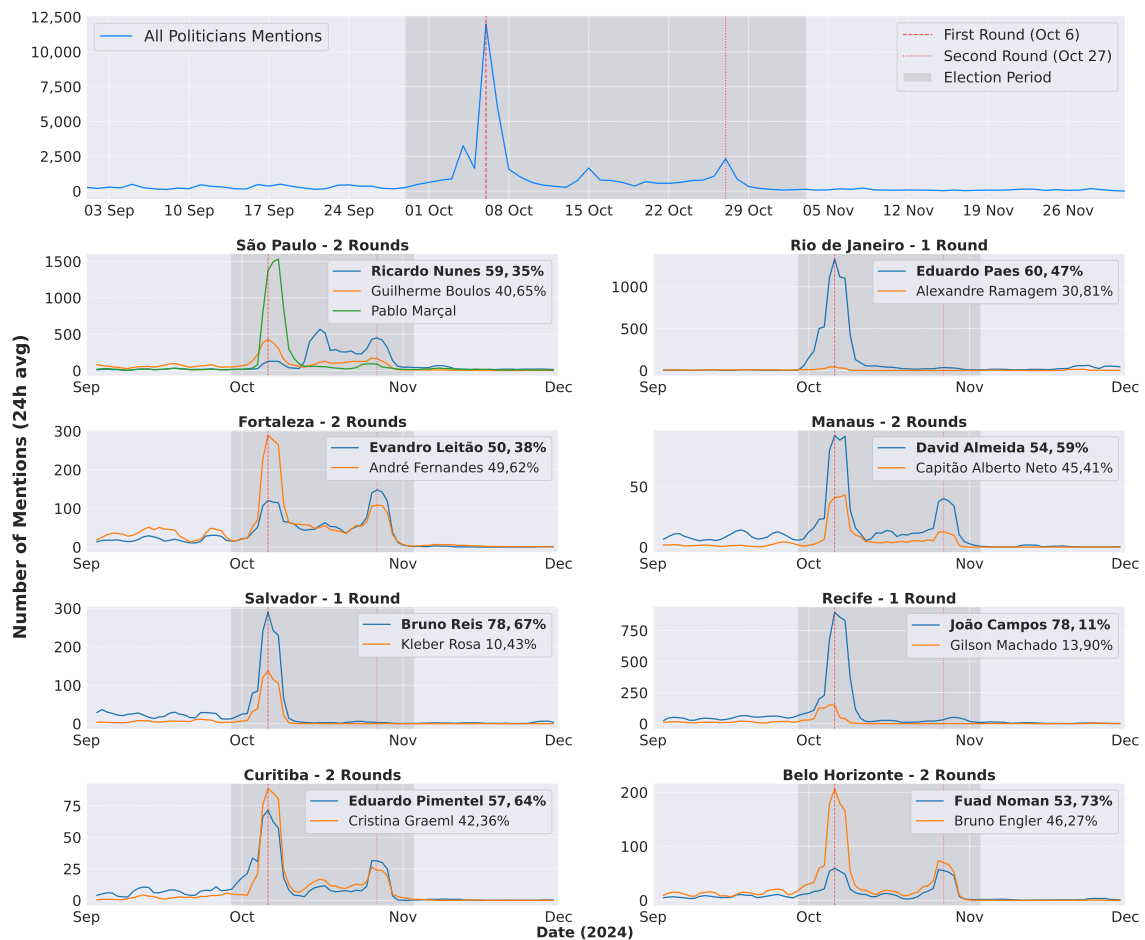 12,500
10,000
7,500
5,000
2,500
0
All Politicians Mentions
First Round (Oct 6)
Second Round (Oct 27)
Election Period
03 Sep 10 Sep 17 Sep 24 Sep 01 Oct 08 Oct 15 Oct 22 Oct 29 Oct 05 Nov 12 Nov 19 Nov 26 Nov
Number of Mentions (24h avg)
São Paulo - 2 Rounds
1500
1000
500
0
Ricardo Nunes 59, 35%
Guilherme Boulos 40,65%
Pablo Marçal
Sep Oct Nov Dec
Rio de Janeiro - 1 Round
1000
500
0
Eduardo Paes 60, 47%
Alexandre Ramagem 30,81%
Sep Oct Nov Dec
Fortaleza - 2 Rounds
300
200
100
0
Evandro Leitão 50, 38%
André Fernandes 49,62%
Sep Oct Nov Dec
Manaus - 2 Rounds
50
0
David Almeida 54, 59%
Capitão Alberto Neto 45,41%
Sep Oct Nov Dec
Salvador - 1 Round
300
200
100
0
Bruno Reis 78, 67%
Kleber Rosa 10,43%
Sep Oct Nov Dec
Recife - 1 Round
750
500
250
0
João Campos 78, 11%
Gilson Machado 13,90%
Sep Oct Nov Dec
Curitiba - 2 Rounds
75
50
25
0
Eduardo Pimentel 57, 64%
Cristina Graeml 42,36%
Sep Oct Nov Dec
Belo Horizonte - 2 Rounds
200
100
0
Fuad Noman 53, 73%
Bruno Engler 46,27%
Sep Oct Nov Dec
Date (2024)